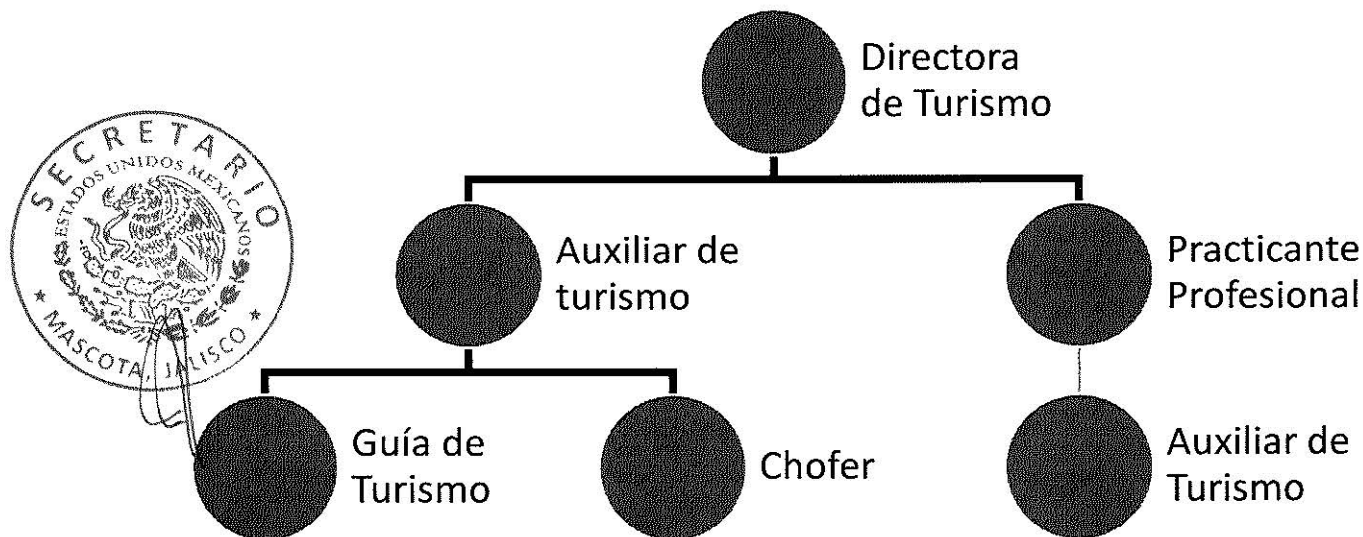 Directora
de Turismo
SECRETARIO
ESTADOS UNIDOS MEXICANOS
★ MASCOTA, JALISCO ★
Auxiliar de
turismo
Practicante
Profesional
Guía de
Turismo
Chofer
Auxiliar de
Turismo